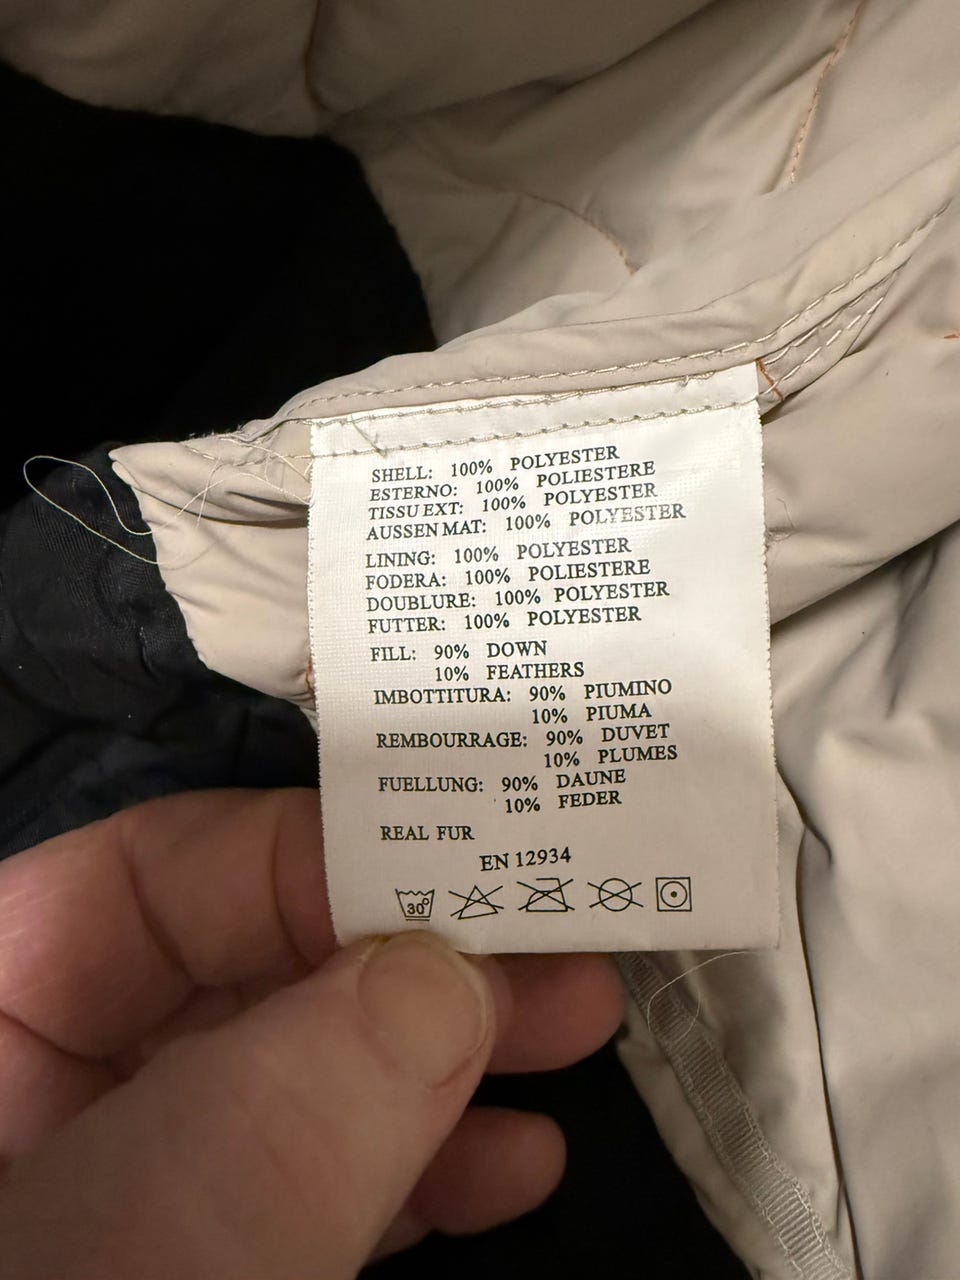 SHELL: 100% POLYESTER
ESTERNO: 100% POLIESTERE
TISSU EXT: 100% POLYESTER
AUSSEN MAT: 100% POLYESTER
LINING: 100% POLYESTER
FODERA: 100% POLIESTERE
DOUBLURE: 100% POLYESTER
FUTTER: 100% POLYESTER
FILL: 90% DOWN
10% FEATHERS
IMBOTTITURA: 90% PIUMINO
10% PIUMA
REMBOURRAGE: 90% DUVET
10% PLUMES
FUELLUNG: 90% DAUNE
10% FEDER
REAL FUR
EN 12934
30°